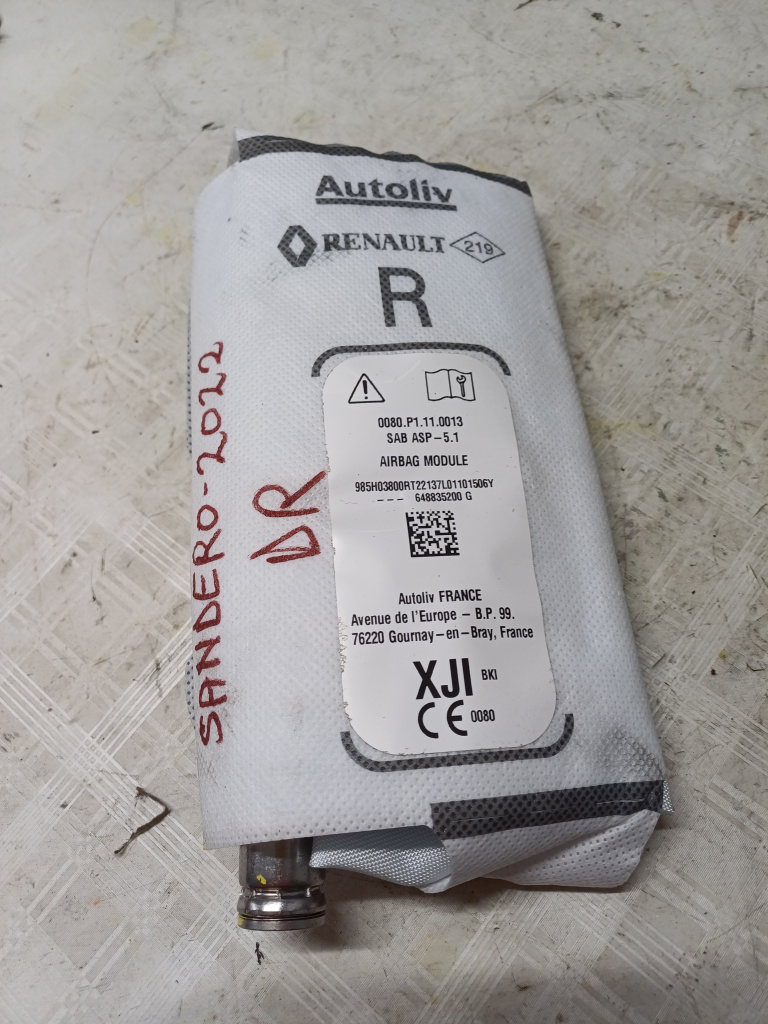 Autoliv
RENAULT 219
R
0080.P1.11.0013
SAB ASP-5.1
AIRBAG MODULE
985H03800RT22137L01101506Y
--- 648835200 G
Autoliv FRANCE
Avenue de l'Europe - B.P. 99.
76220 Gournay-en-Bray, France
XJI BKI
CE 0080
SANDERO-2022
DR